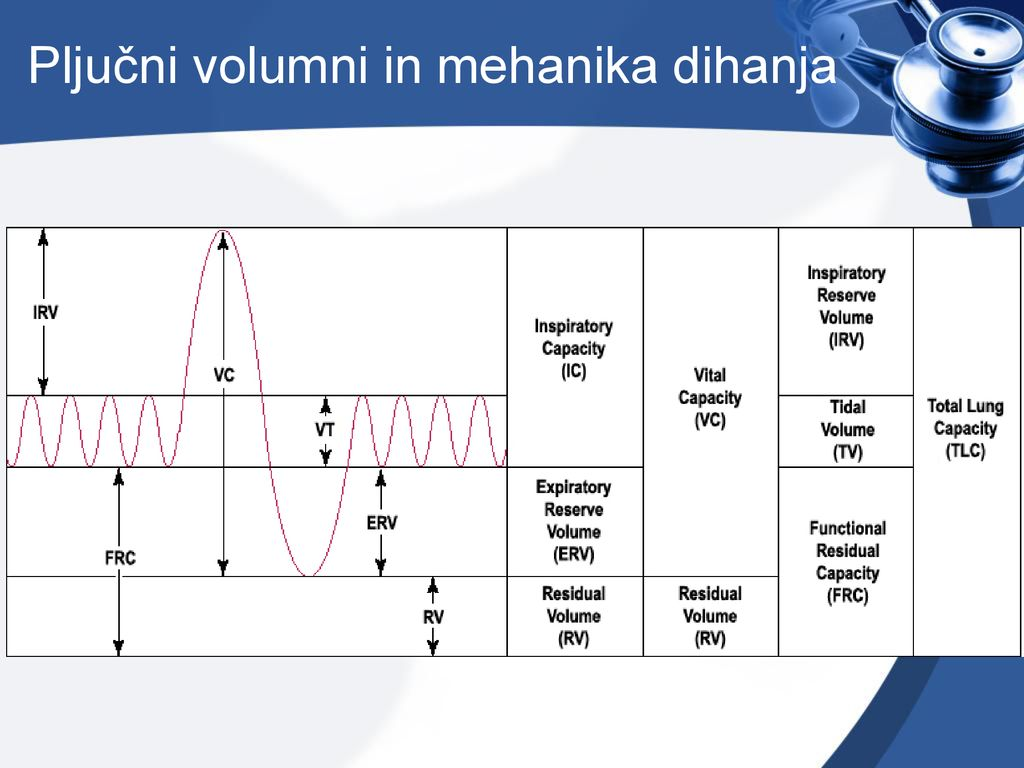 Pljučni volumni in mehanika dihanja
IRV
VC
VT
ERV
FRC
RV
Inspiratory
Capacity
(IC)
Expiratory
Reserve
Volume
(ERV)
Residual
Volume
(RV)
Vital
Capacity
(VC)
Residual
Volume
(RV)
Inspiratory
Reserve
Volume
(IRV)
Tidal
Volume
(TV)
Functional
Residual
Capacity
(FRC)
Total Lung
Capacity
(TLC)